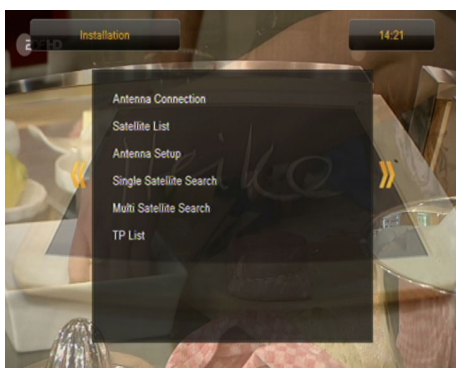 Installation
14:21
Antenna Connection
Satellite List
Antenna Setup
Single Satellite Search
Multi Satellite Search
TP List